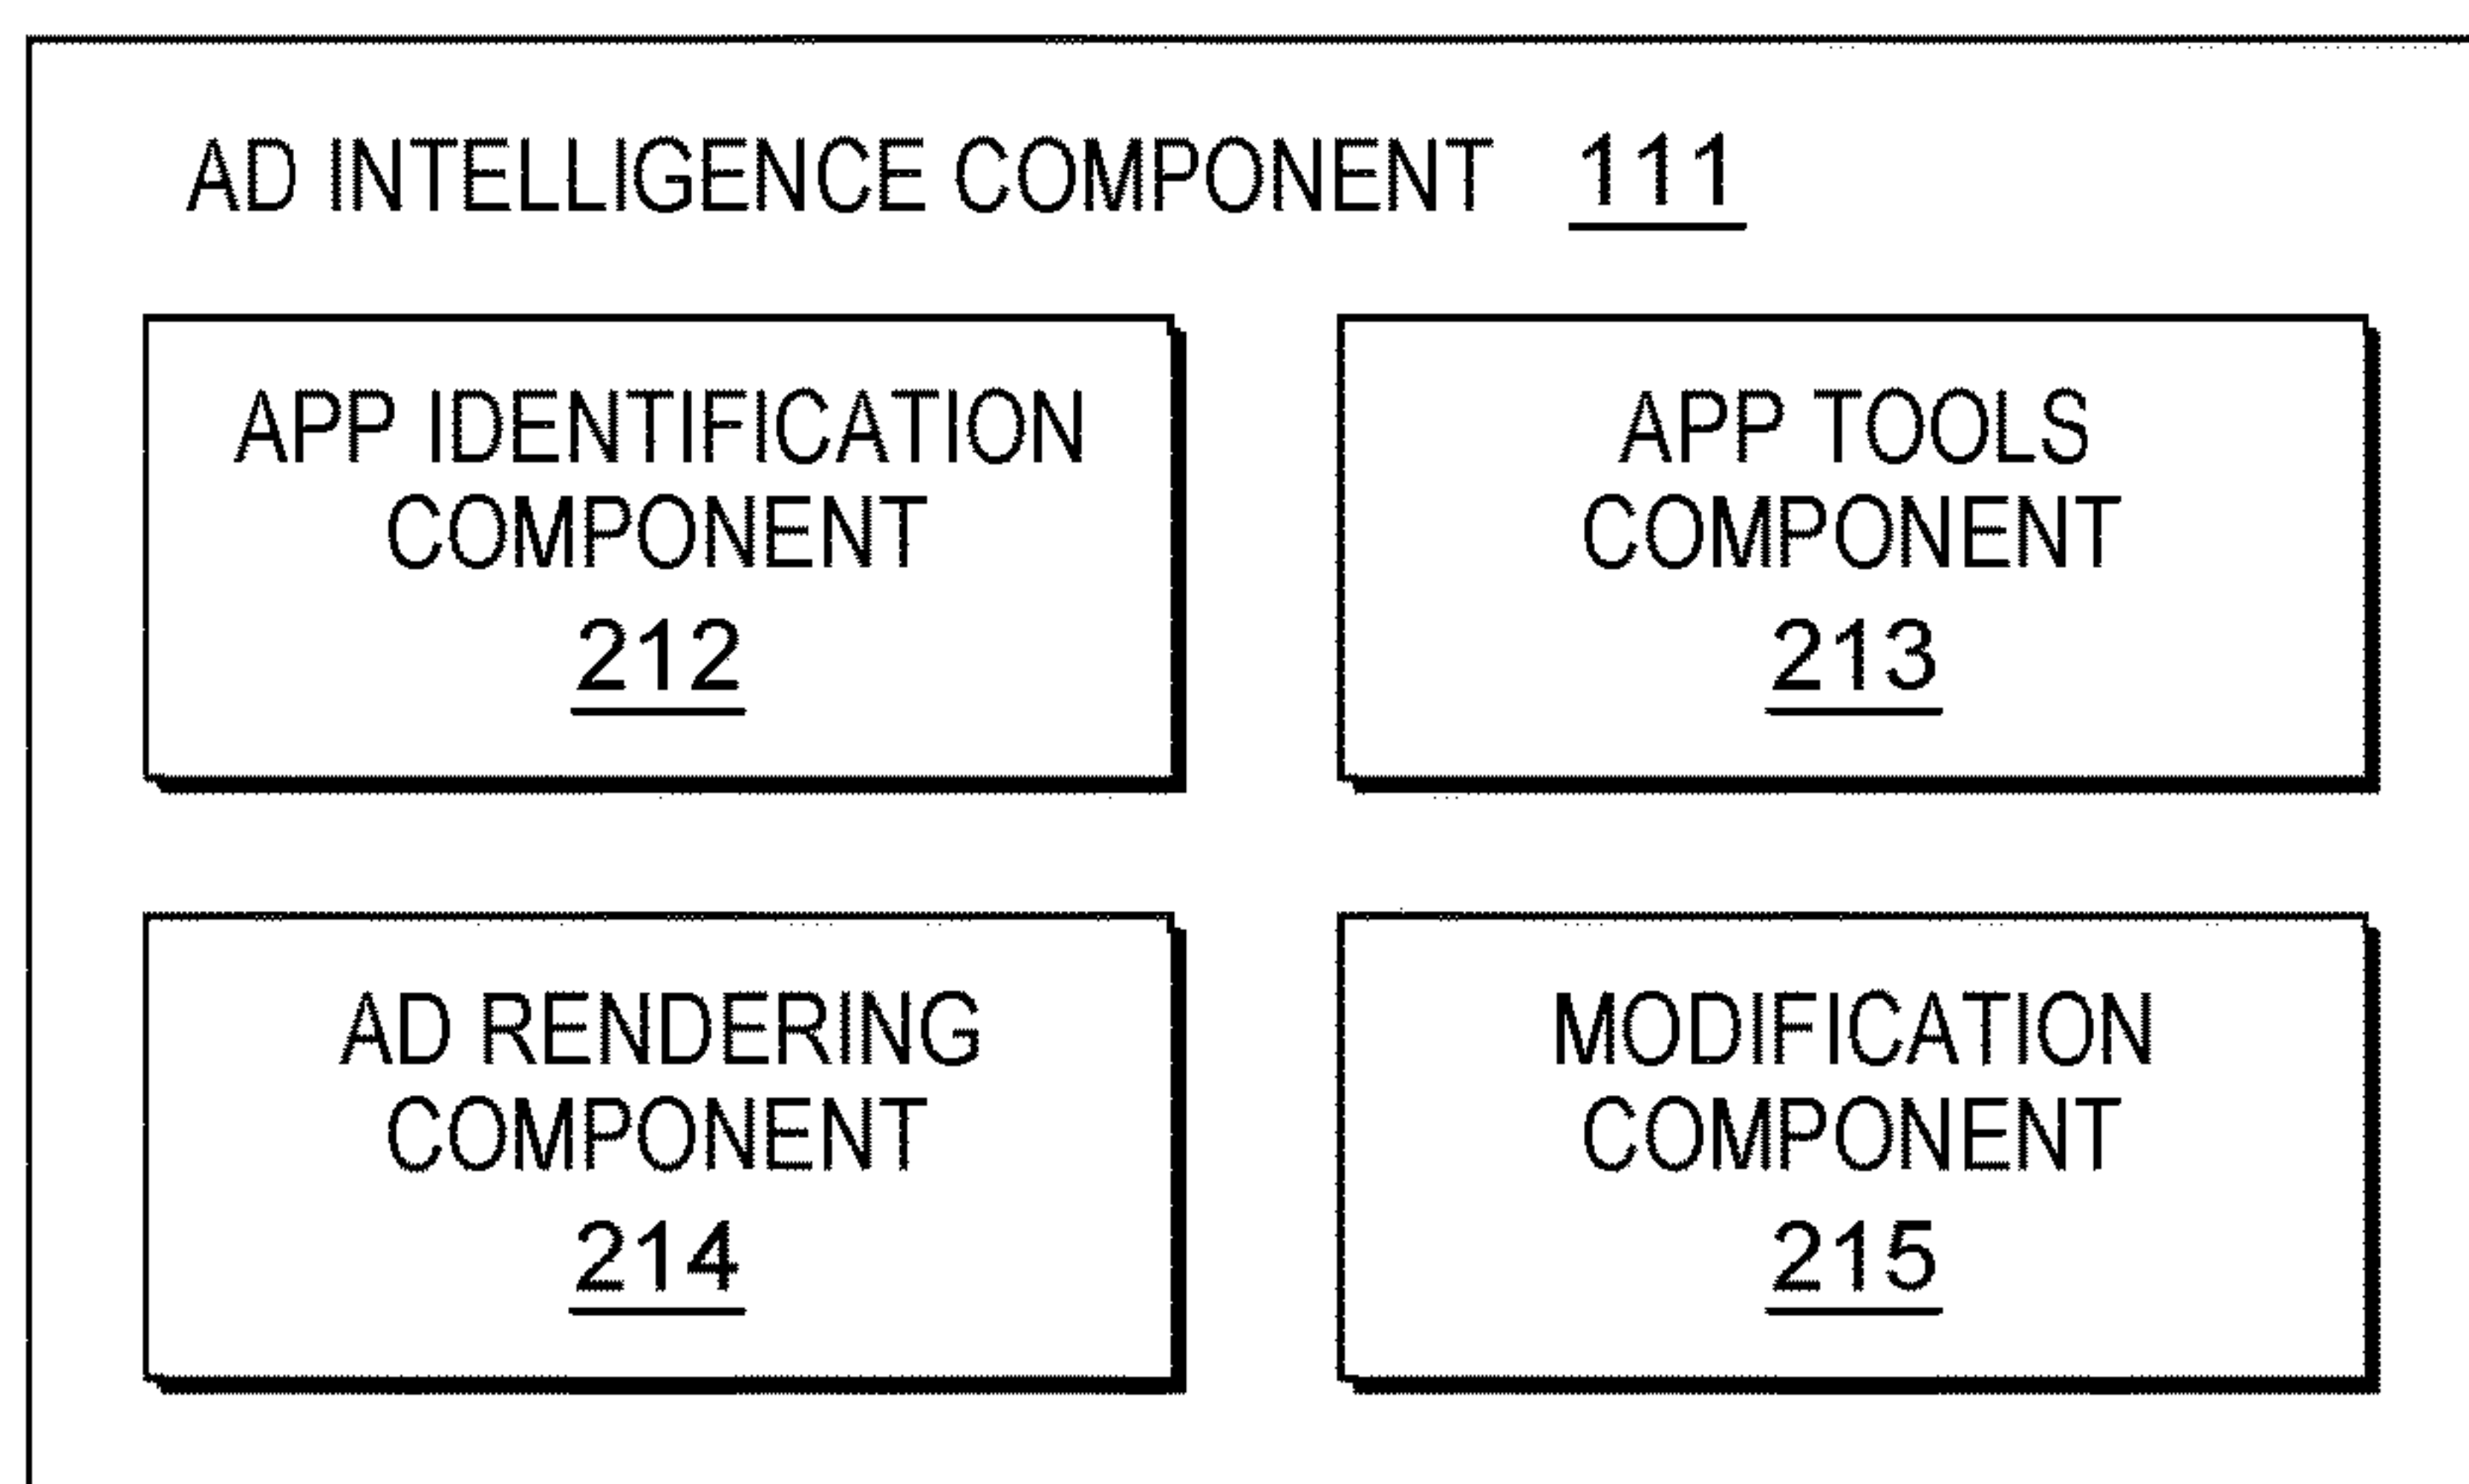 AD INTELLIGENCE COMPONENT 111
APP IDENTIFICATION
COMPONENT
212
APP TOOLS
COMPONENT
213
AD RENDERING
COMPONENT
214
MODIFICATION
COMPONENT
215